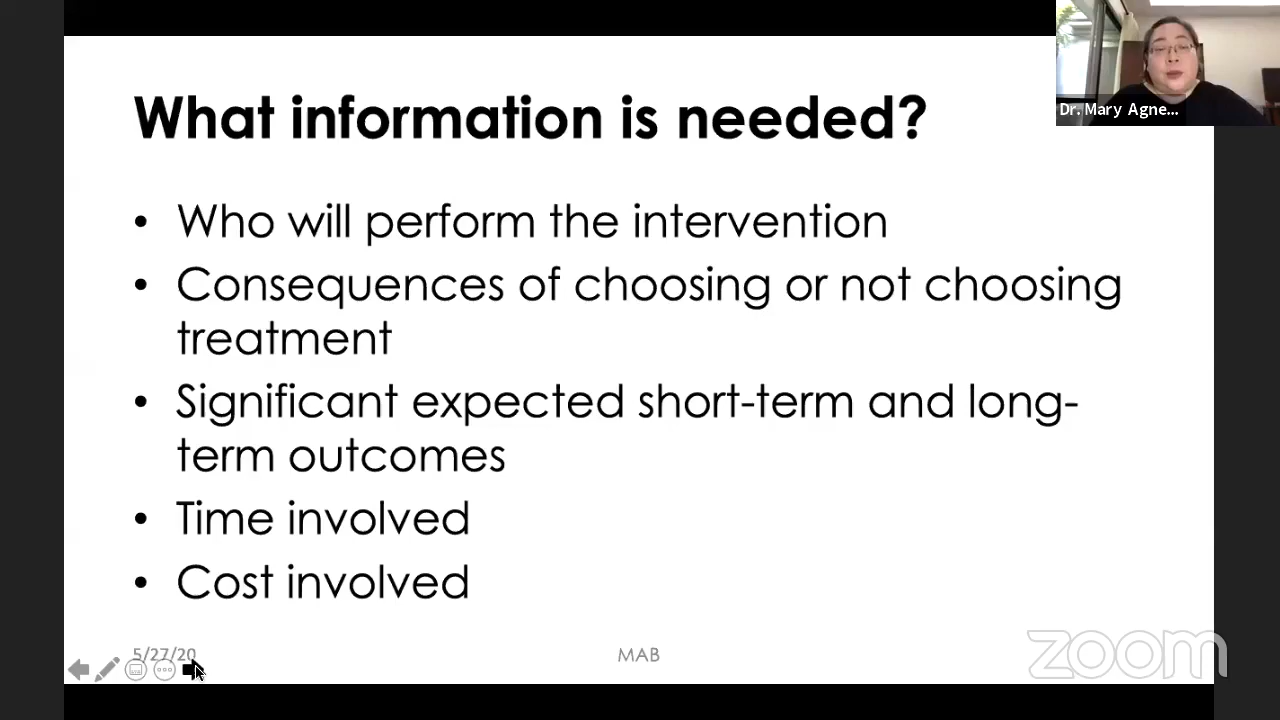 What information is needed?
Dr. Mary Agne...
• Who will perform the intervention
• Consequences of choosing or not choosing
treatment
• Significant expected short-term and long-
term outcomes
• Time involved
• Cost involved
5/27/20
MAB
zoom